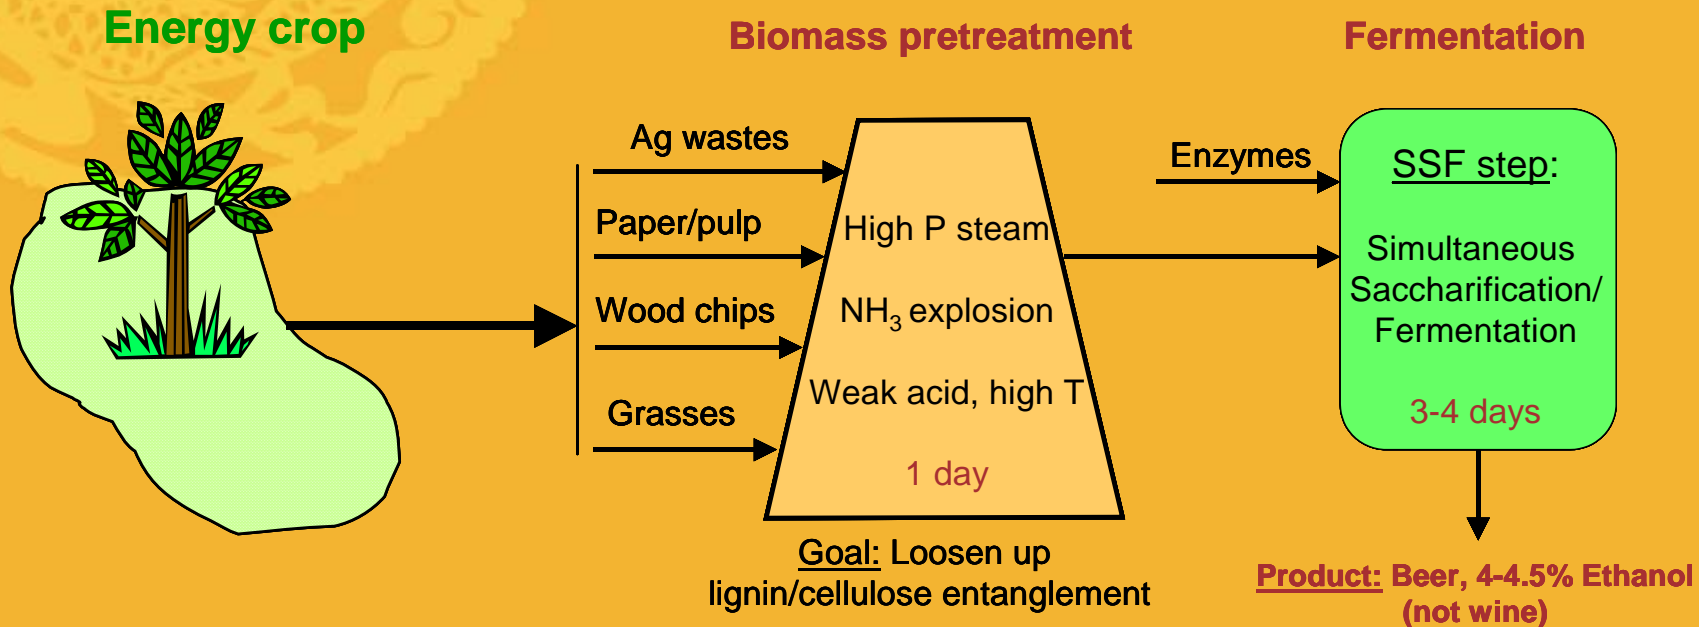 Energy crop
Biomass pretreatment
Fermentation
Ag wastes
Paper/pulp
Wood chips
Grasses
High P steam
NH₃ explosion
Weak acid, high T
1 day
Goal: Loosen up
lignin/cellulose entanglement
Enzymes
SSF step:
Simultaneous
Saccharification/
Fermentation
3-4 days
Product: Beer, 4-4.5% Ethanol
(not wine)